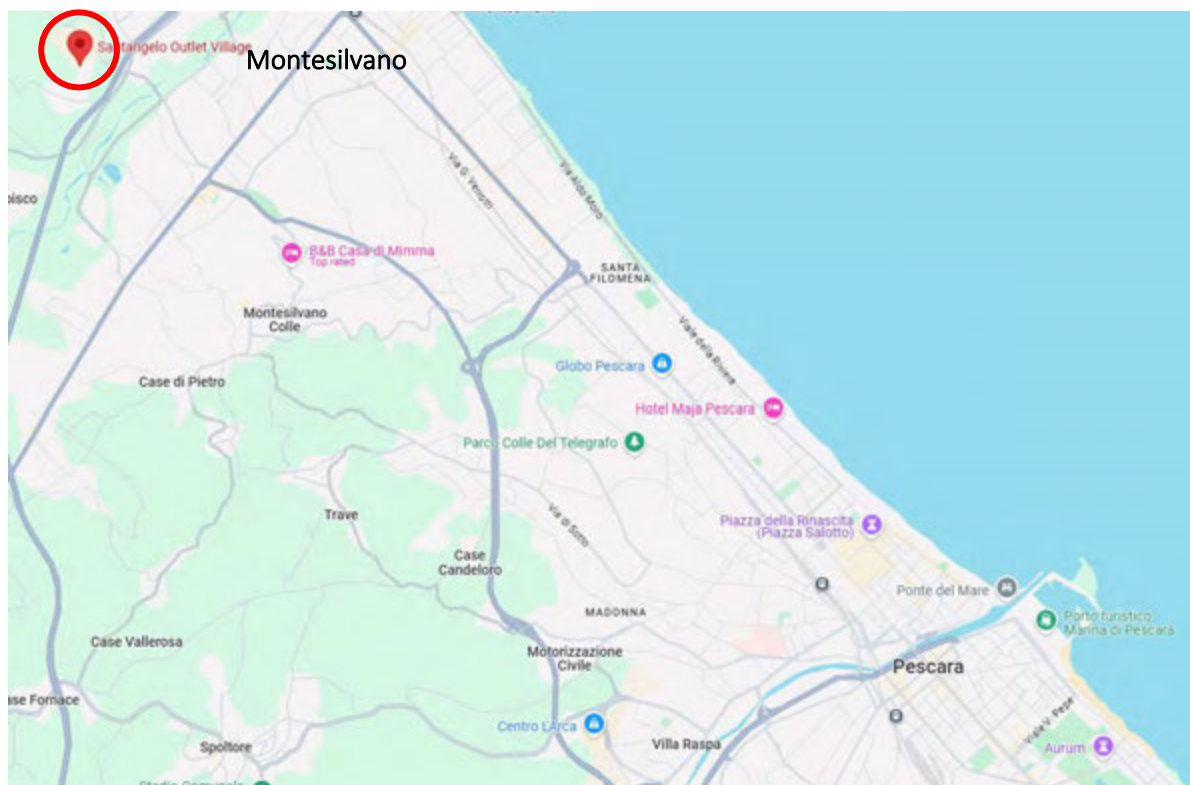 Santangelo Outlet Village
Montesilvano
Via G. Verrotti
Via Aldo Moro
pisco
B&B Casa di Mimma
Top rated
SANTA
FILOMENA
Montesilvano
Colle
Viale della Riviera
Globo Pescara
Case di Pietro
Hotel Maja Pescara
Parco Colle Del Telegrafo
Trave
Via di Sotto
Piazza della Rinascita
(Piazza Salotto)
Case
Candeloro
Ponte del Mare
MADONNA
Porto turistico
Marina di Pescara
Case Vallerosa
Motorizzazione
Civile
Pescara
ase Fornace
Centro L'Arca
Viale V. Pepe
Spoltore
Villa Raspa
Aurum